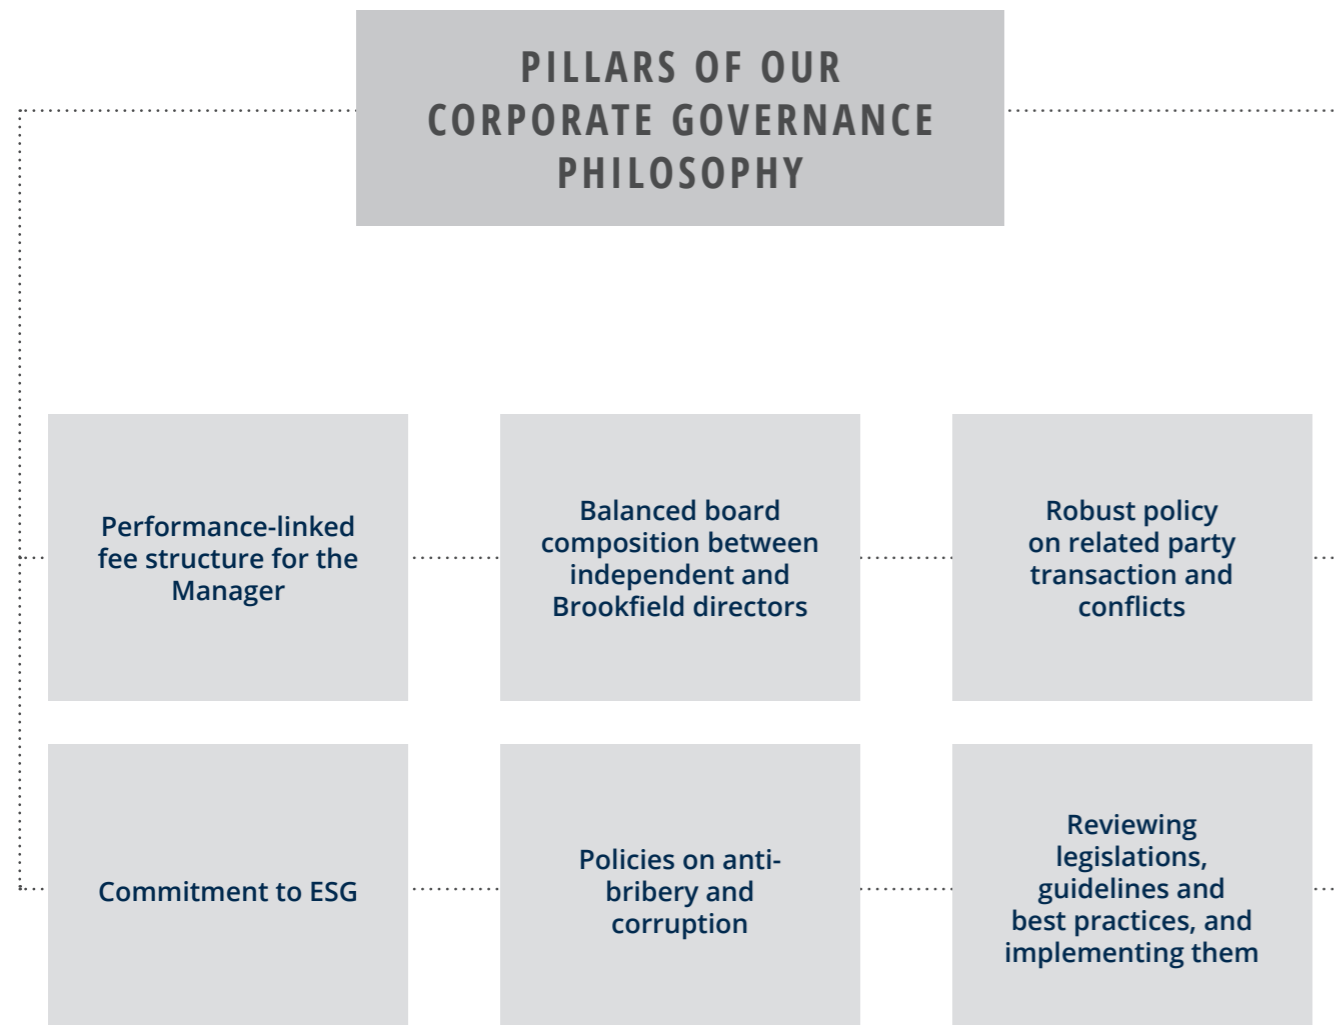 PILLARS OF OUR
CORPORATE GOVERNANCE
PHILOSOPHY
Performance-linked
fee structure for the
Manager
Balanced board
composition between
independent and
Brookfield directors
Robust policy
on related party
transaction and
conflicts
Commitment to ESG
Policies on anti-
bribery and
corruption
Reviewing
legislations,
guidelines and
best practices, and
implementing them